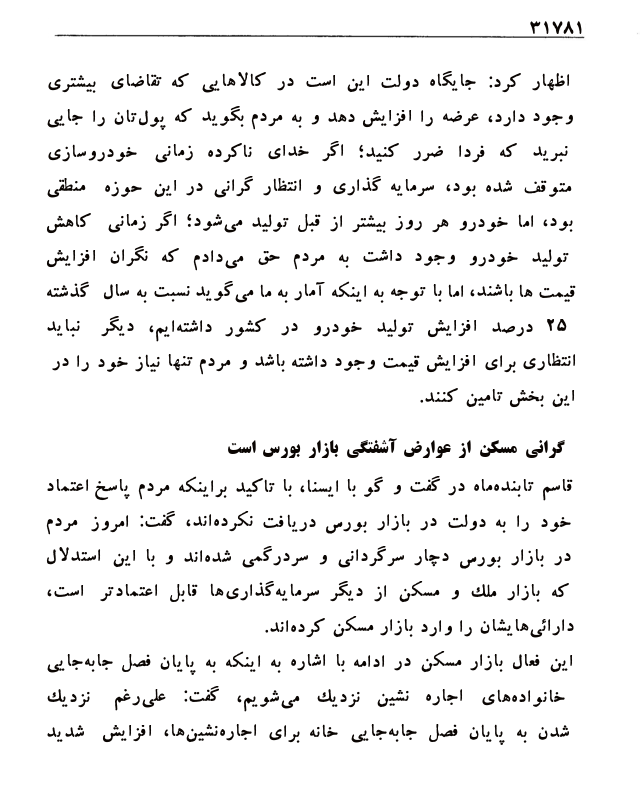 ۳۱۷۸۱
اظهار کرد: جایگاه دولت این است در کالاهایی که تقاضای بیشتری
وجود دارد، عرضه را افزایش دهد و به مردم بگوید که پول‌تان را جایی
نبرید که فردا ضرر کنید؛ اگر خدای ناکرده زمانی خودروسازی
متوقف شده بود، سرمایه گذاری و انتظار گرانی در این حوزه منطقی
بود، اما خودرو هر روز بیشتر از قبل تولید می‌شود؛ اگر زمانی کاهش
تولید خودرو وجود داشت به مردم حق می‌دادم که نگران افزایش
قیمت ها باشند، اما با توجه به اینکه آمار به ما می‌گوید نسبت به سال گذشته
۲۵ درصد افزایش تولید خودرو در کشور داشته‌ایم، دیگر نباید
انتظاری برای افزایش قیمت وجود داشته باشد و مردم تنها نیاز خود را در
این بخش تامین کنند.
گرانی مسکن از عوارض آشفتگی بازار بورس است
قاسم تابنده‌ماه در گفت و گو با ایسنا، با تاکید براینکه مردم پاسخ اعتماد
خود را به دولت در بازار بورس دریافت نکرده‌اند، گفت: امروز مردم
در بازار بورس دچار سرگردانی و سردرگمی شده‌اند و با این استدلال
که بازار ملک و مسکن از دیگر سرمایه‌گذاری‌ها قابل اعتمادتر است،
دارائی‌هایشان را وارد بازار مسکن کرده‌اند.
این فعال بازار مسکن در ادامه با اشاره به اینکه به پایان فصل جابه‌جایی
خانواده‌های اجاره نشین نزدیک می‌شویم، گفت: علی‌رغم نزدیک
شدن به پایان فصل جابه‌جایی خانه برای اجاره‌نشین‌ها، افزایش شدید